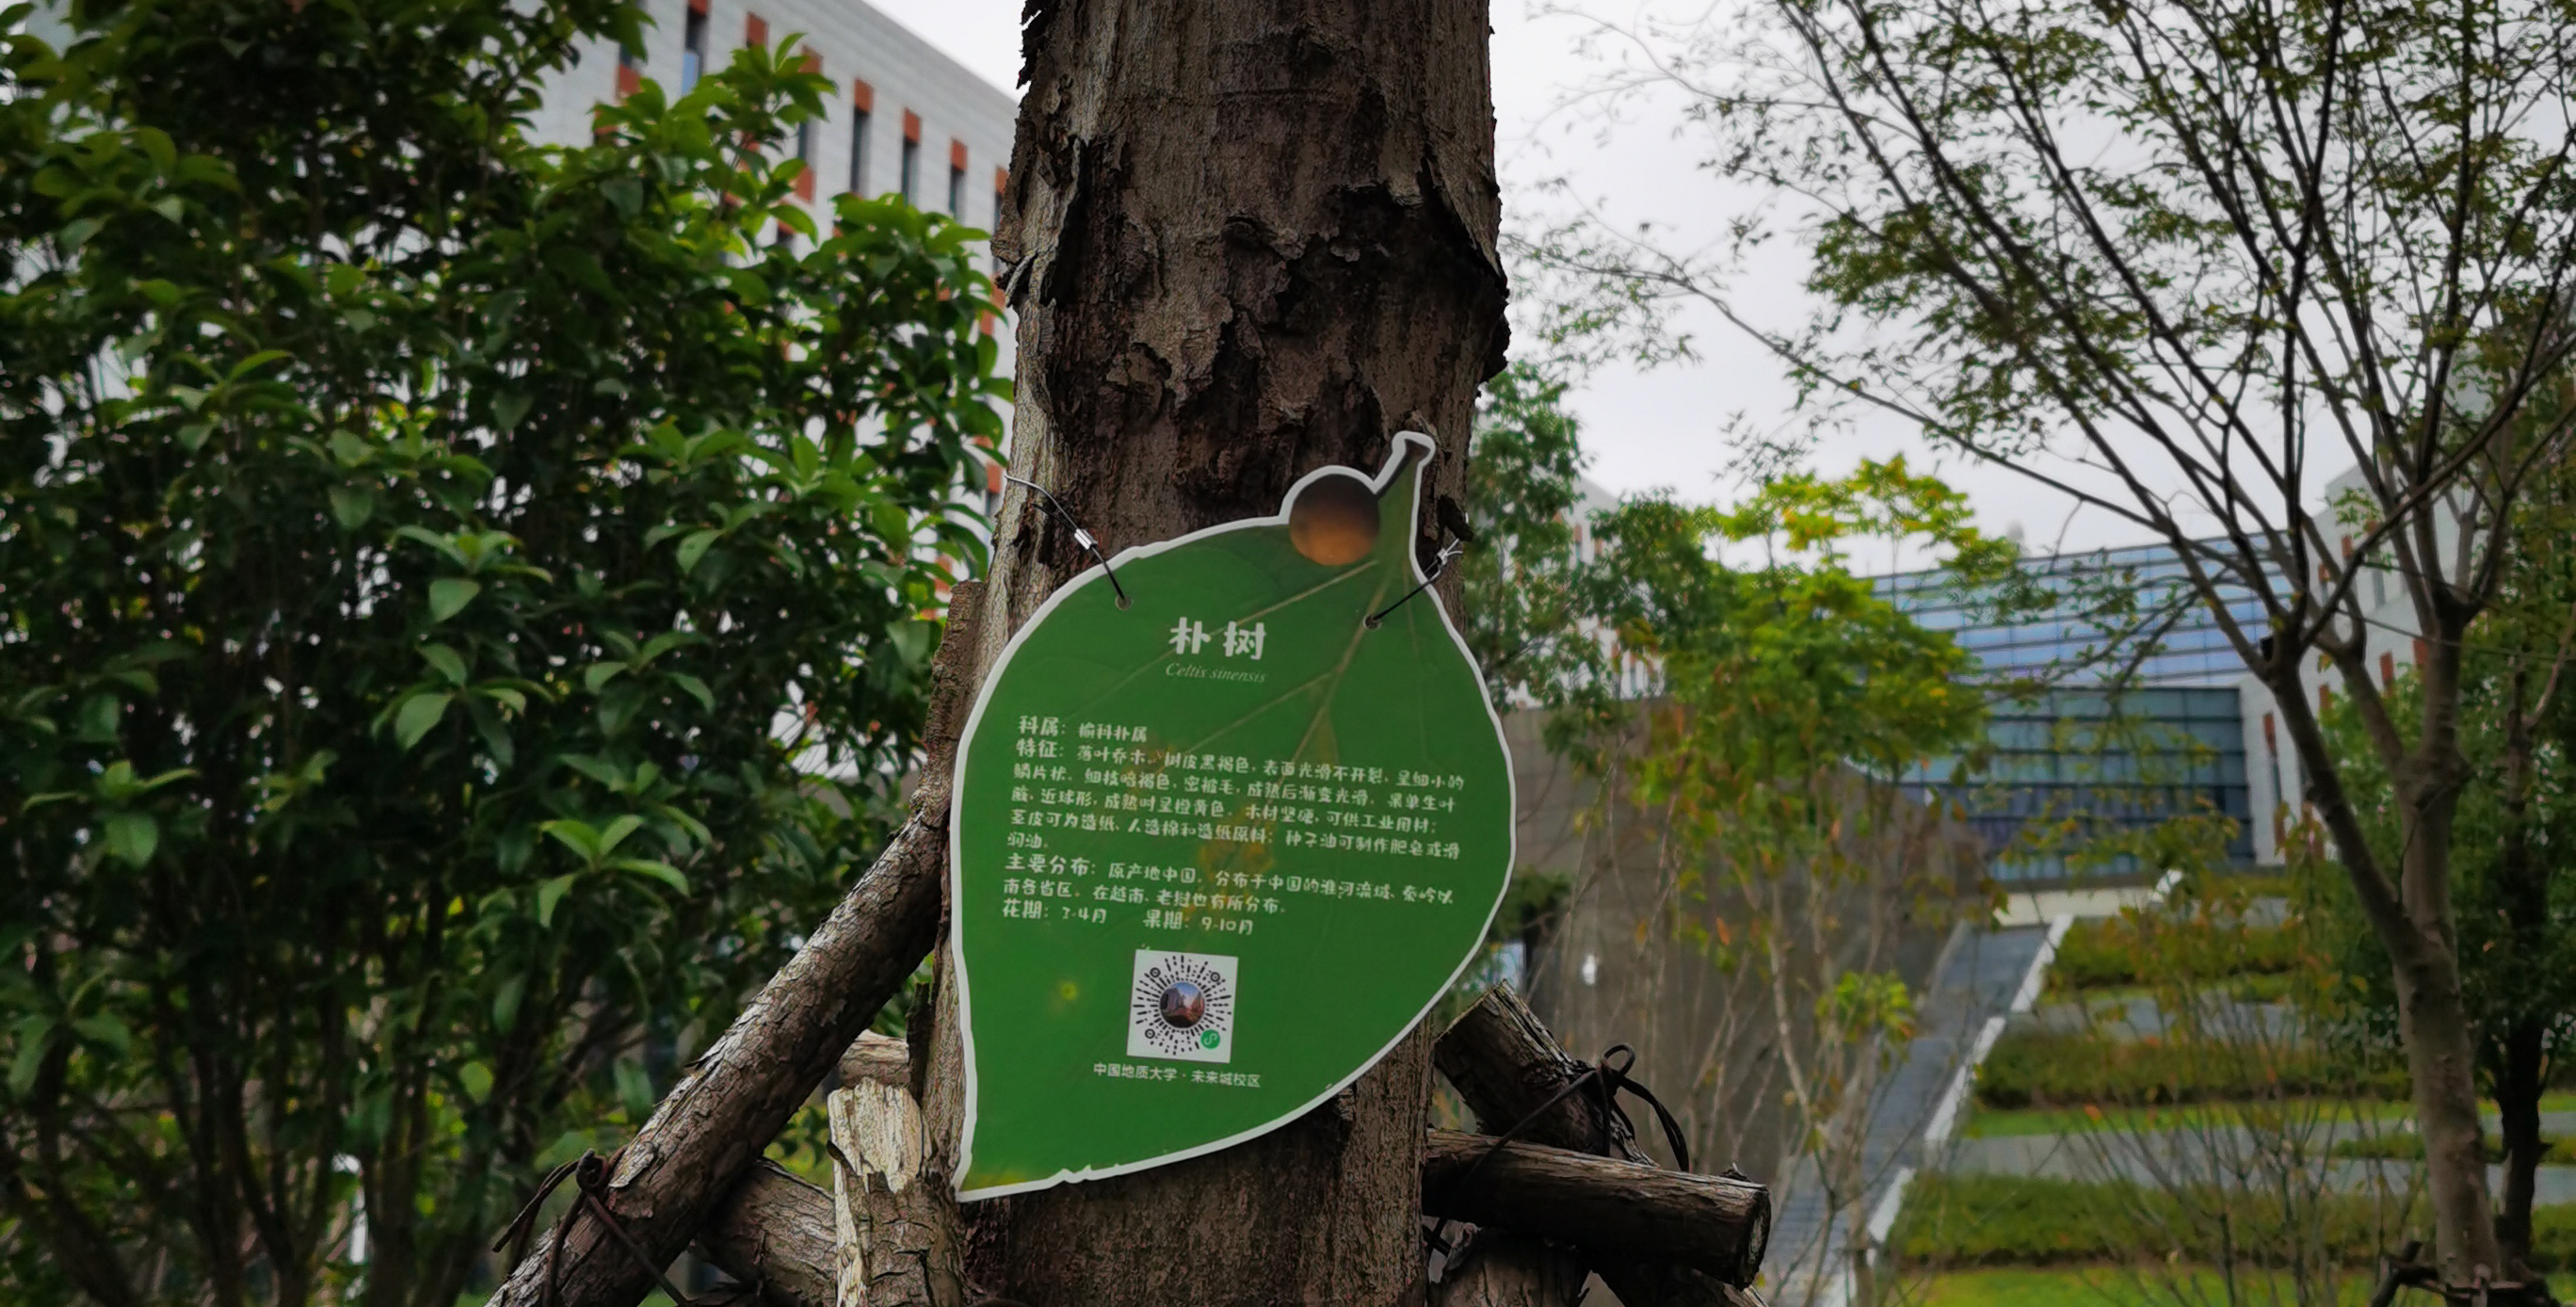 朴树
Celtis sinensis
科属：榆科朴属
特征：落叶乔木。树皮黑褐色，表面光滑不开裂，呈细小的
鳞片状。细枝暗褐色，密被毛，成熟后渐变光滑。果单生叶
腋，近球形，成熟时呈橙黄色。木材坚硬，可供工业用材；
茎皮可为造纸、人造棉和造纸原料；种子油可制作肥皂或滑
润油。
主要分布：原产地中国。分布于中国的淮河流域、秦岭以
南各省区。在越南、老挝也有所分布。
花期：3-4月 果期：9-10月
中国地质大学·未来城校区